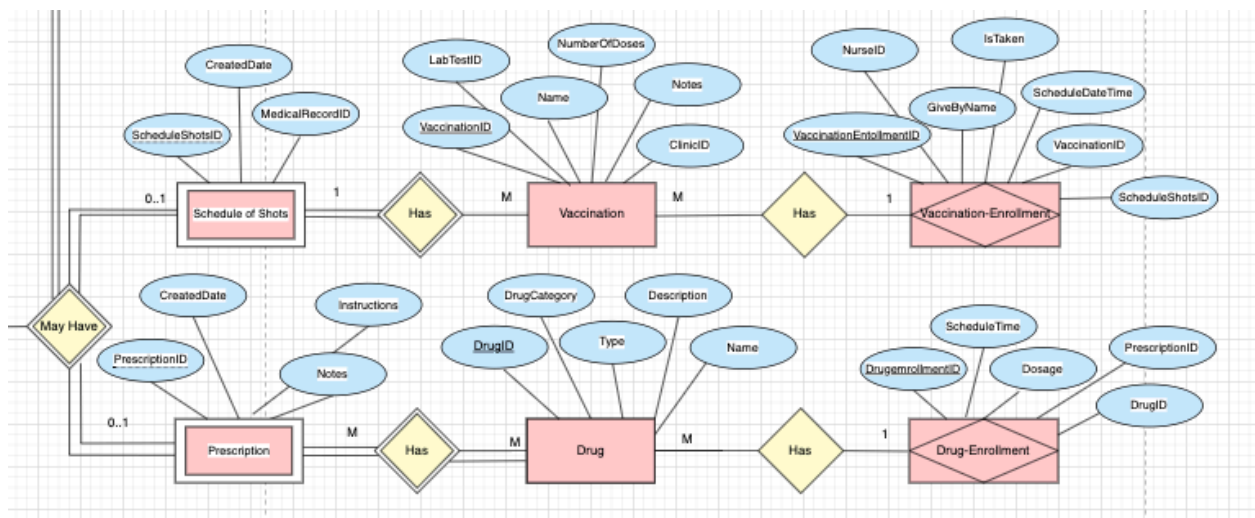 CreatedDate
MedicalRecordID
ScheduleShotsID
0..1
Schedule of Shots
1
Has
M
LabTestID
NumberOfDoses
Name
Notes
VaccinationID
ClinicID
Vaccination
M
Has
1
NurseID
IsTaken
GiveByName
ScheduleDateTime
VaccinationEntollmentID
VaccinationID
ScheduleShotsID
Vaccination-Enrollment
May Have
CreatedDate
Instructions
PrescriptionID
Notes
0..1
Prescription
M
Has
M
DrugCategory
Description
DrugID
Type
Name
Drug
M
Has
1
ScheduleTime
PrescriptionID
DrugemrollmentID
Dosage
DrugID
Drug-Enrollment